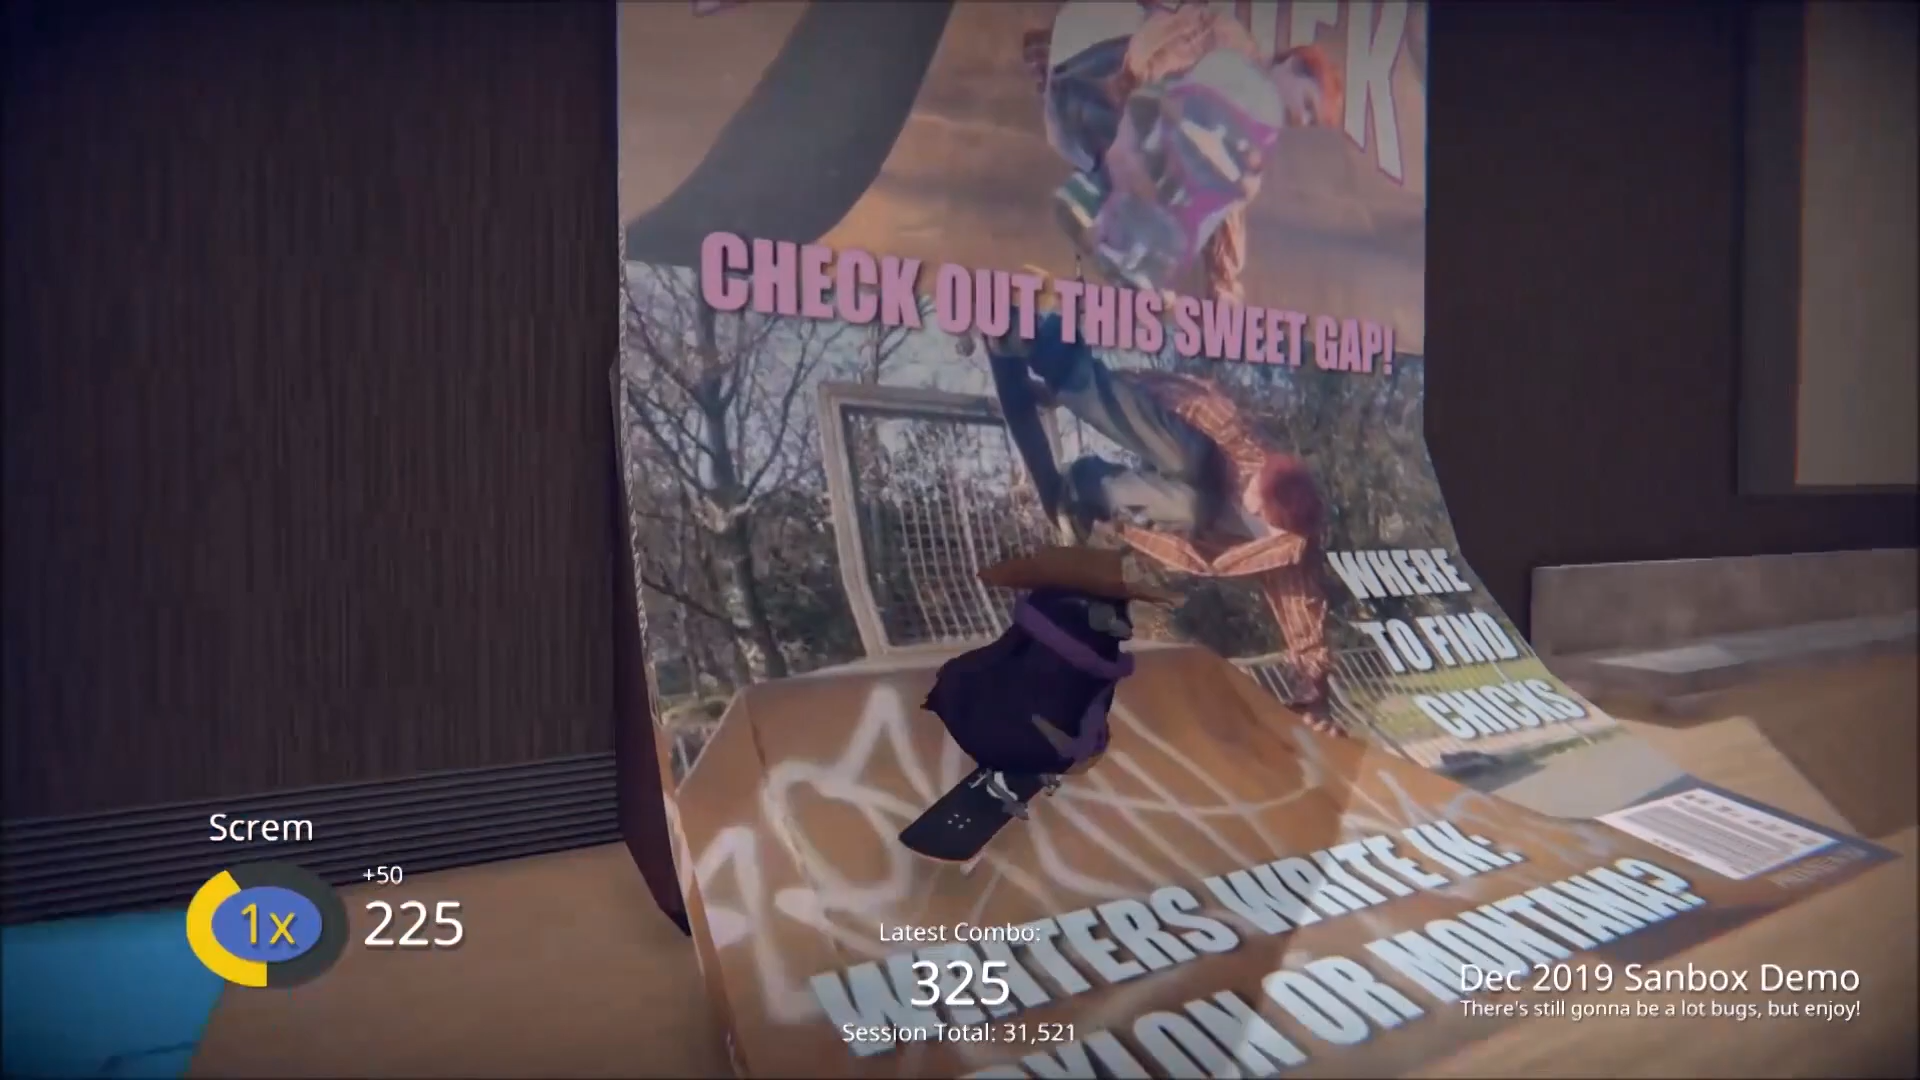 CHECK OUT THIS SWEET GAP!
WHERE
TO FIND
CHICKS
WRITERS WRITE IN:
OR MONTANA?
Screm
+50
1x
225
Latest Combo:
325
Session Total: 31,521
Dec 2019 Sanbox Demo
There's still gonna be a lot bugs, but enjoy!